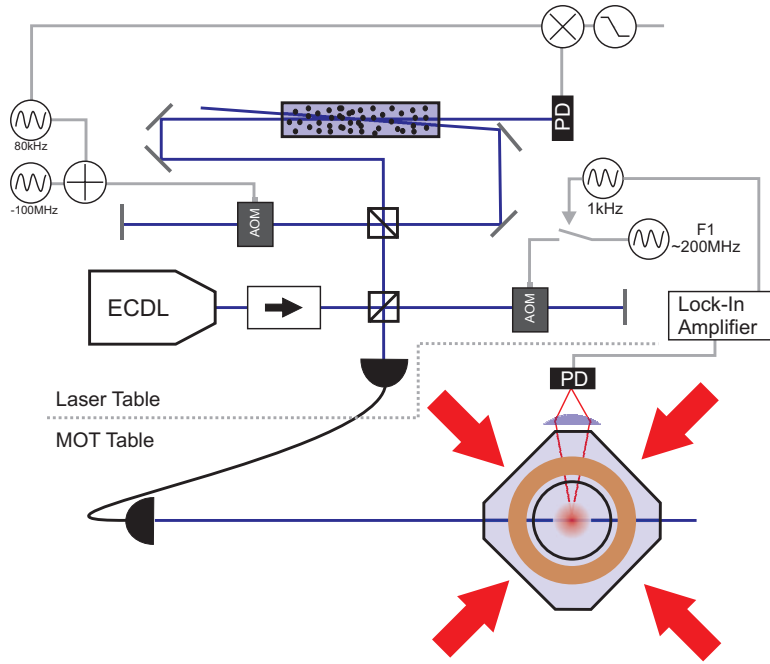 PD
80kHz
-100MHz
AOM
1kHz
F1
~200MHz
ECDL
AOM
Lock-In
Amplifier
PD
Laser Table
MOT Table